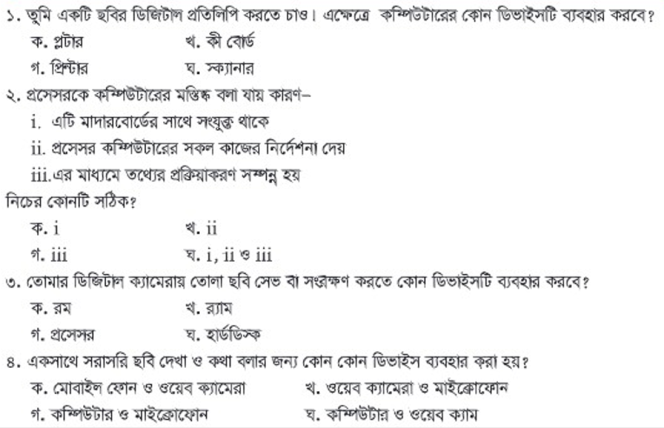 ১. তুমি একটি ছবির ডিজিটাল প্রতিলিপি করতে চাও। এক্ষেত্রে কম্পিউটারের কোন ডিভাইসটি ব্যবহার করবে?
ক. প্লটার খ. কী বোর্ড
গ. প্রিন্টার ঘ. স্ক্যানার
২. প্রসেসরকে কম্পিউটারের মস্তিষ্ক বলা যায় কারণ–
i. এটি মাদারবোর্ডের সাথে সংযুক্ত থাকে
ii. প্রসেসর কম্পিউটারের সকল কাজের নির্দেশনা দেয়
iii.এর মাধ্যমে তথ্যের প্রক্রিয়াকরণ সম্পন্ন হয়
নিচের কোনটি সঠিক?
ক. i খ. ii
গ. iii ঘ. i, ii ও iii
৩. তোমার ডিজিটাল ক্যামেরায় তোলা ছবি সেভ বা সংরক্ষণ করতে কোন ডিভাইসটি ব্যবহার করবে?
ক. রম খ. র‍্যাম
গ. প্রসেসর ঘ. হার্ডডিস্ক
৪. একসাথে সরাসরি ছবি দেখা ও কথা বলার জন্য কোন কোন ডিভাইস ব্যবহার করা হয়?
ক. মোবাইল ফোন ও ওয়েব ক্যামেরা খ. ওয়েব ক্যামেরা ও মাইক্রোফোন
গ. কম্পিউটার ও মাইক্রোফোন ঘ. কম্পিউটার ও ওয়েব ক্যাম